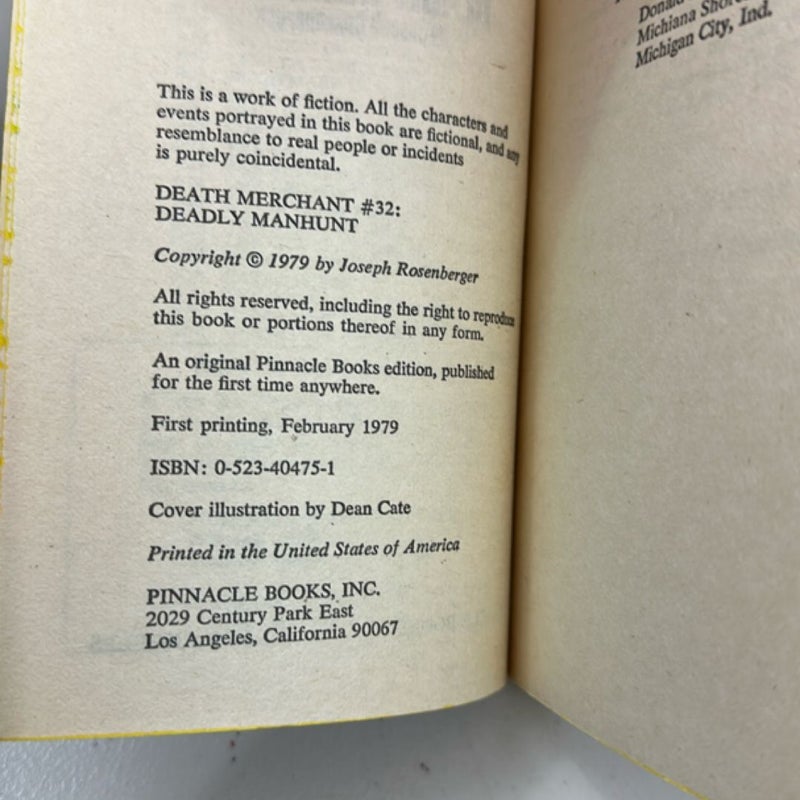 This is a work of fiction. All the characters and
events portrayed in this book are fictional, and any
resemblance to real people or incidents
is purely coincidental.
DEATH MERCHANT #32:
DEADLY MANHUNT
Copyright © 1979 by Joseph Rosenberger
All rights reserved, including the right to reproduce
this book or portions thereof in any form.
An original Pinnacle Books edition, published
for the first time anywhere.
First printing, February 1979
ISBN: 0-523-40475-1
Cover illustration by Dean Cate
Printed in the United States of America
PINNACLE BOOKS, INC.
2029 Century Park East
Los Angeles, California 90067
Donald
Michiana
Michigan City, Ind.